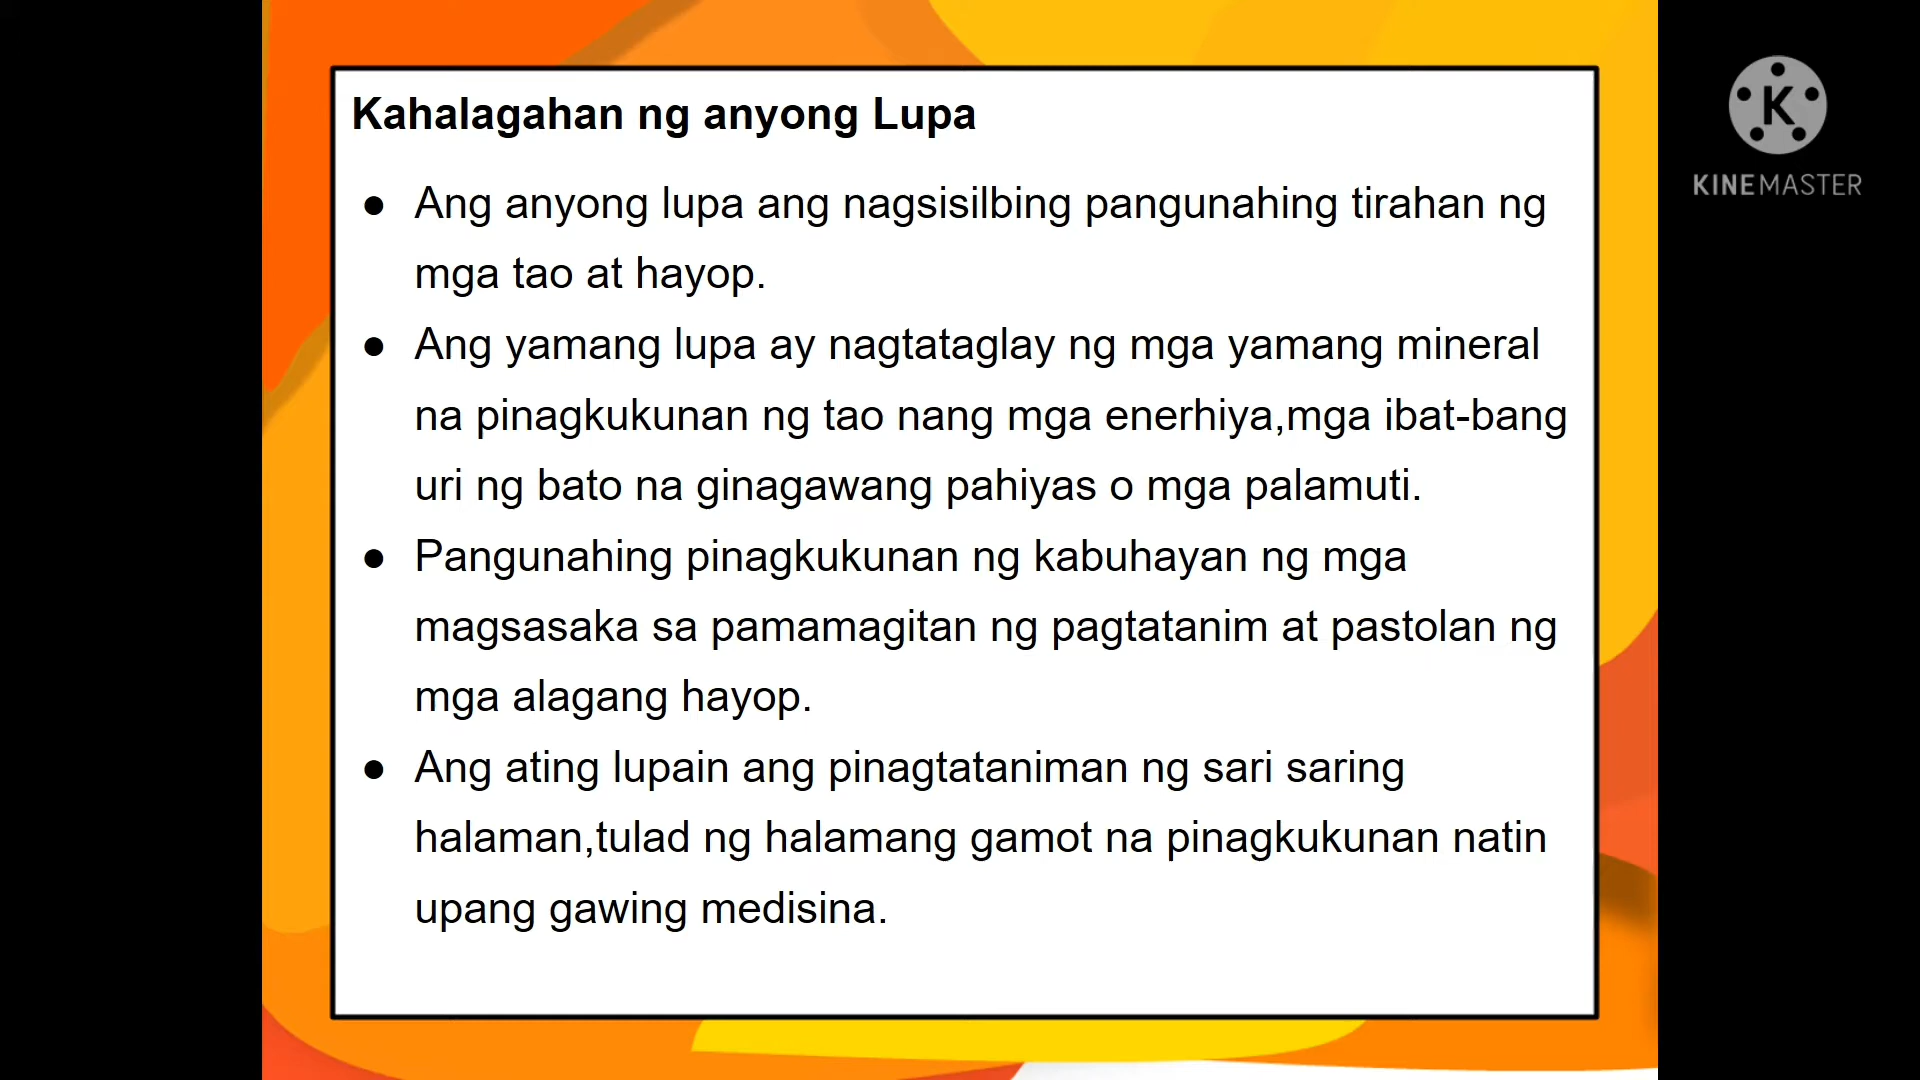 Kahalagahan ng anyong Lupa
● Ang anyong lupa ang nagsisilbing pangunahing tirahan ng
mga tao at hayop.
● Ang yamang lupa ay nagtataglay ng mga yamang mineral
na pinagkukunan ng tao nang mga enerhiya,mga ibat-bang
uri ng bato na ginagawang pahiyas o mga palamuti.
● Pangunahing pinagkukunan ng kabuhayan ng mga
magsasaka sa pamamagitan ng pagtatanim at pastolan ng
mga alagang hayop.
● Ang ating lupain ang pinagtataniman ng sari saring
halaman,tulad ng halamang gamot na pinagkukunan natin
upang gawing medisina.
K
KINEMASTER